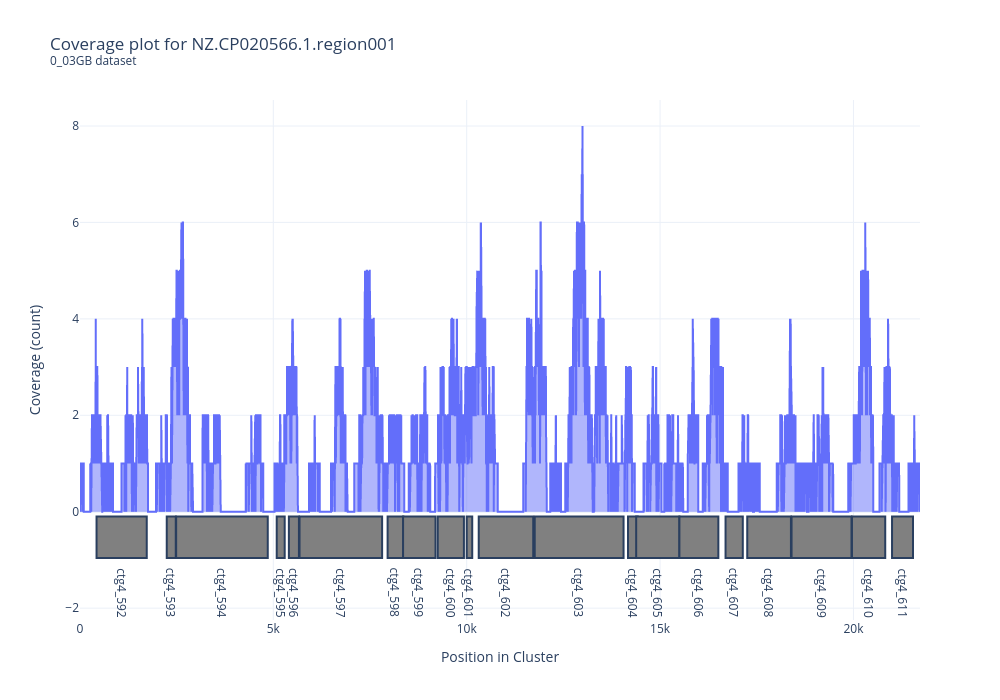 Coverage plot for NZ.CP020566.1.region001
0_03GB dataset
8
6
4
2
0
−2
Coverage (count)
ctg4_592
ctg4_593
ctg4_594
ctg4_595
ctg4_596
ctg4_597
ctg4_598
ctg4_599
ctg4_600
ctg4_601
ctg4_602
ctg4_603
ctg4_604
ctg4_605
ctg4_606
ctg4_607
ctg4_608
ctg4_609
ctg4_610
ctg4_611
0
5k
10k
15k
20k
Position in Cluster